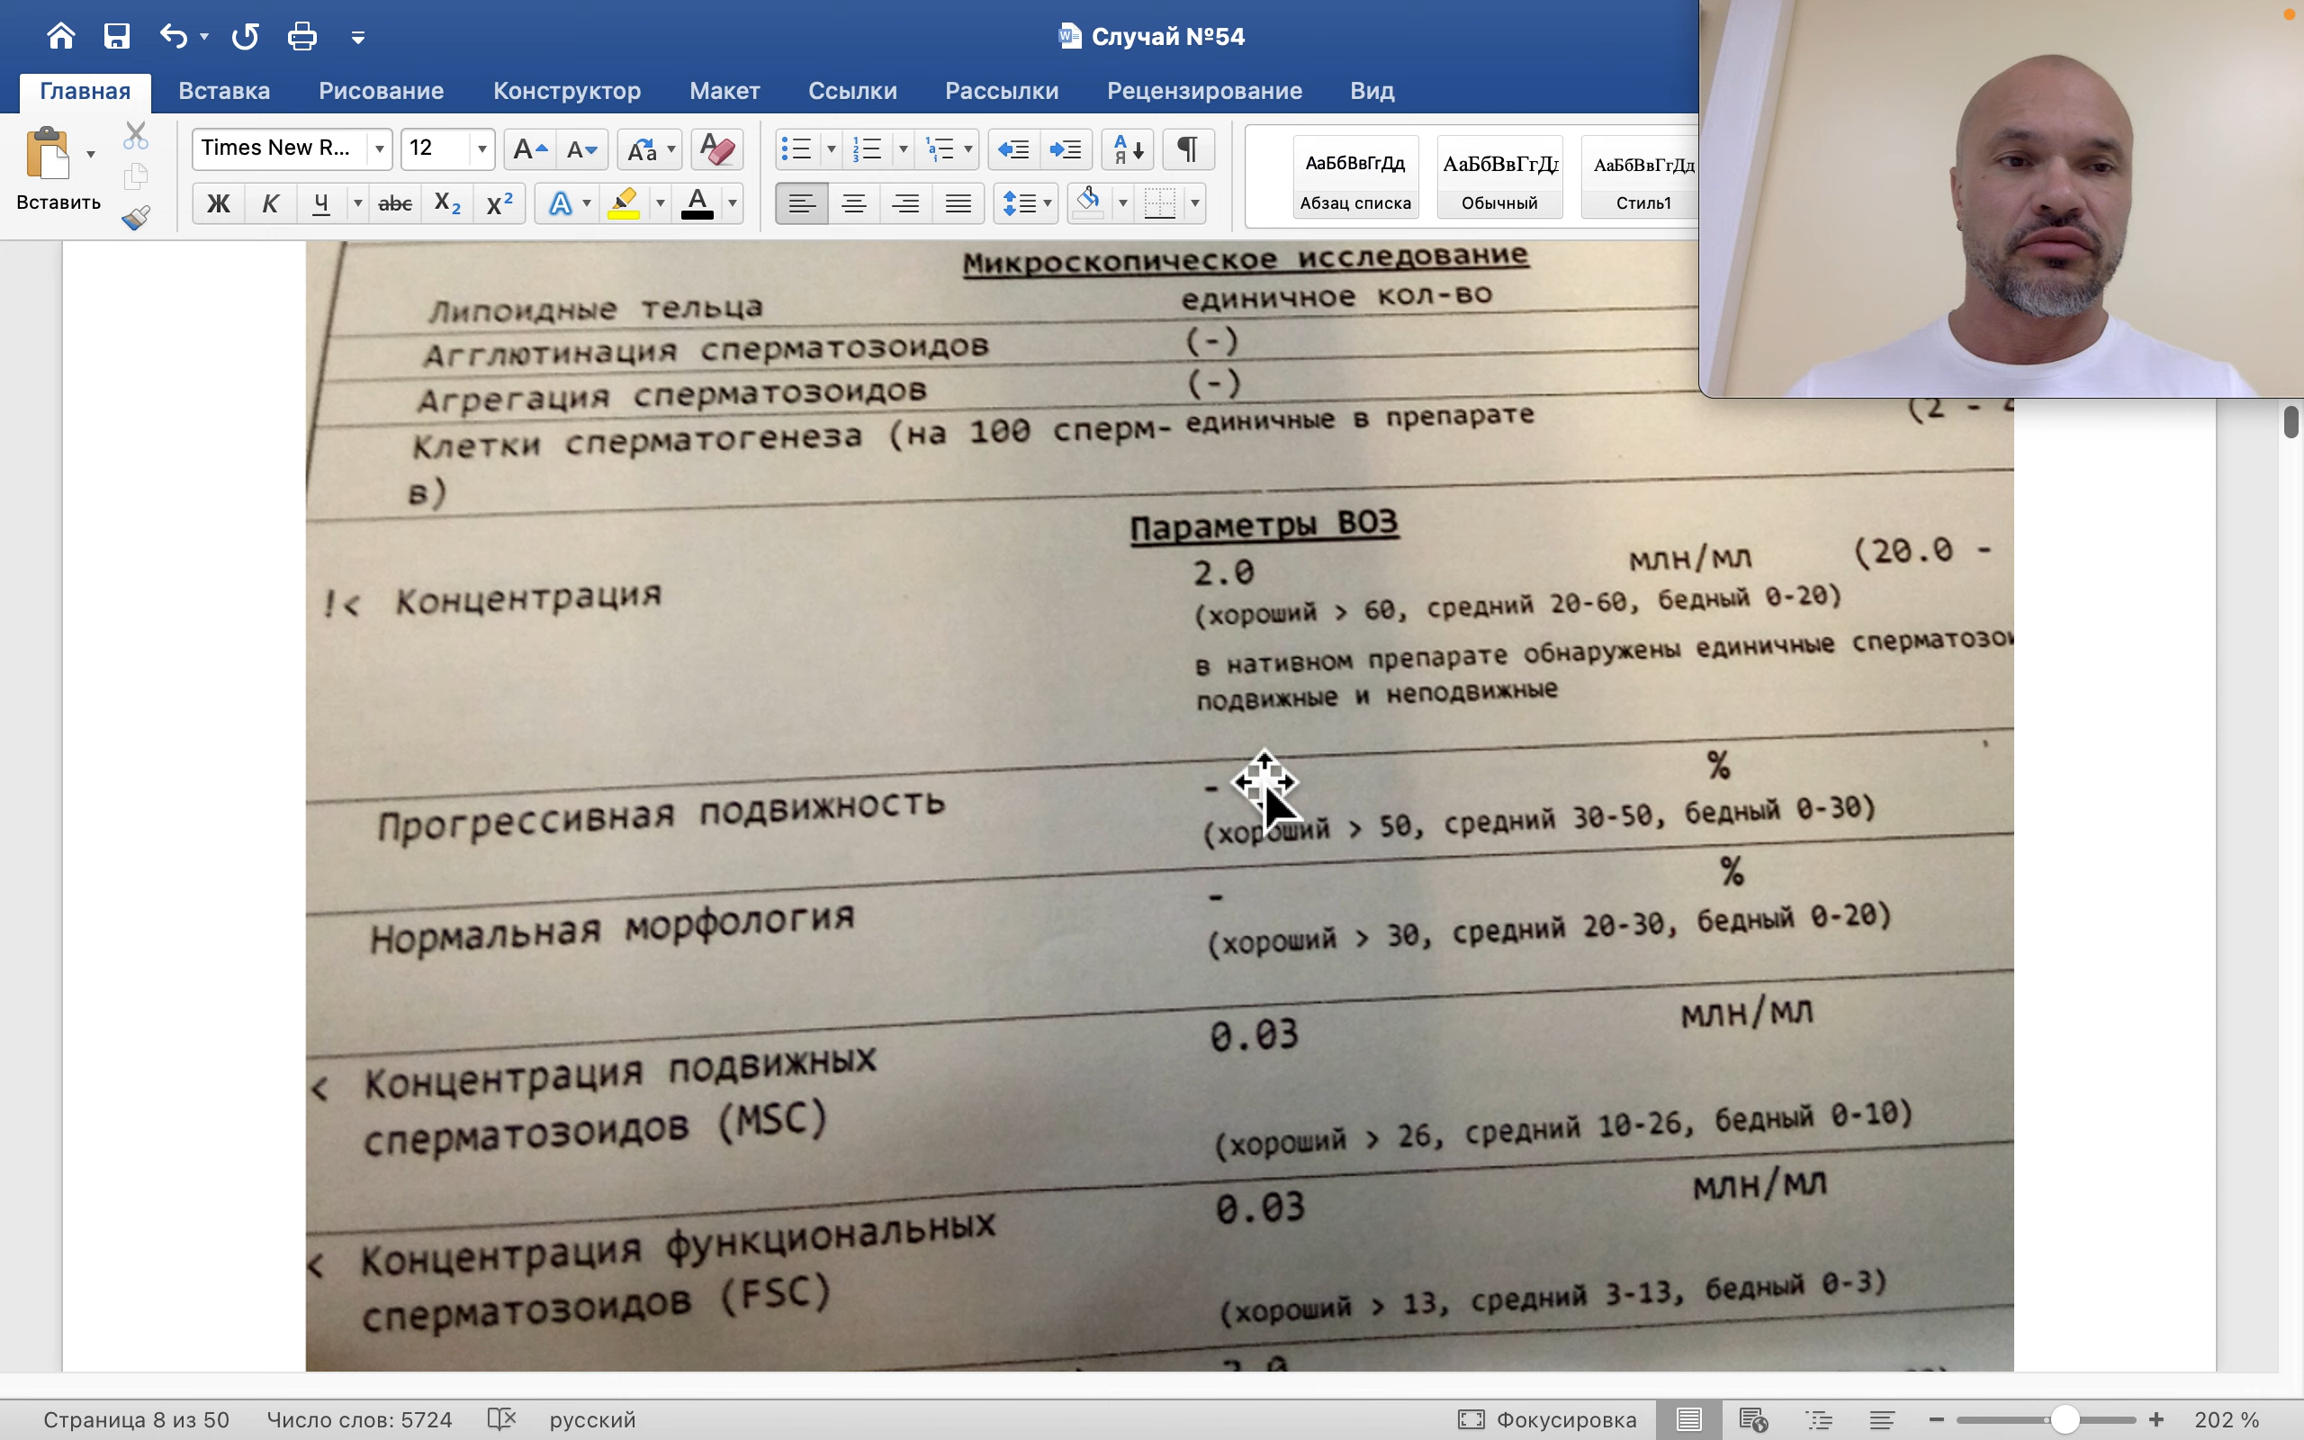 Случай №54
Главная Вставка Рисование Конструктор Макет Ссылки Рассылки Рецензирование Вид
Вставить
Times New R... 12
Ж К Ч abc X₂ X²
АаБбВвГгДд АаБбВвГгДд АаБбВвГгДд
Абзац списка Обычный Стиль1
Микроскопическое исследование
Липоидные тельца единичное кол-во
Агглютинация сперматозоидов (-)
Агрегация сперматозоидов (-)
Клетки сперматогенеза (на 100 сперм- единичные в препарате (2 - 4
в)
Параметры ВОЗ
!< Концентрация 2.0 млн/мл (20.0 -
(хороший > 60, средний 20-60, бедный 0-20)
в нативном препарате обнаружены единичные сперматозо
подвижные и неподвижные
Прогрессивная подвижность - %
(хороший > 50, средний 30-50, бедный 0-30)
Нормальная морфология - %
(хороший > 30, средний 20-30, бедный 0-20)
< Концентрация подвижных 0.03 млн/мл
сперматозоидов (MSC)
(хороший > 26, средний 10-26, бедный 0-10)
< Концентрация функциональных 0.03 млн/мл
сперматозоидов (FSC)
(хороший > 13, средний 3-13, бедный 0-3)
Страница 8 из 50 Число слов: 5724 русский Фокусировка 202 %